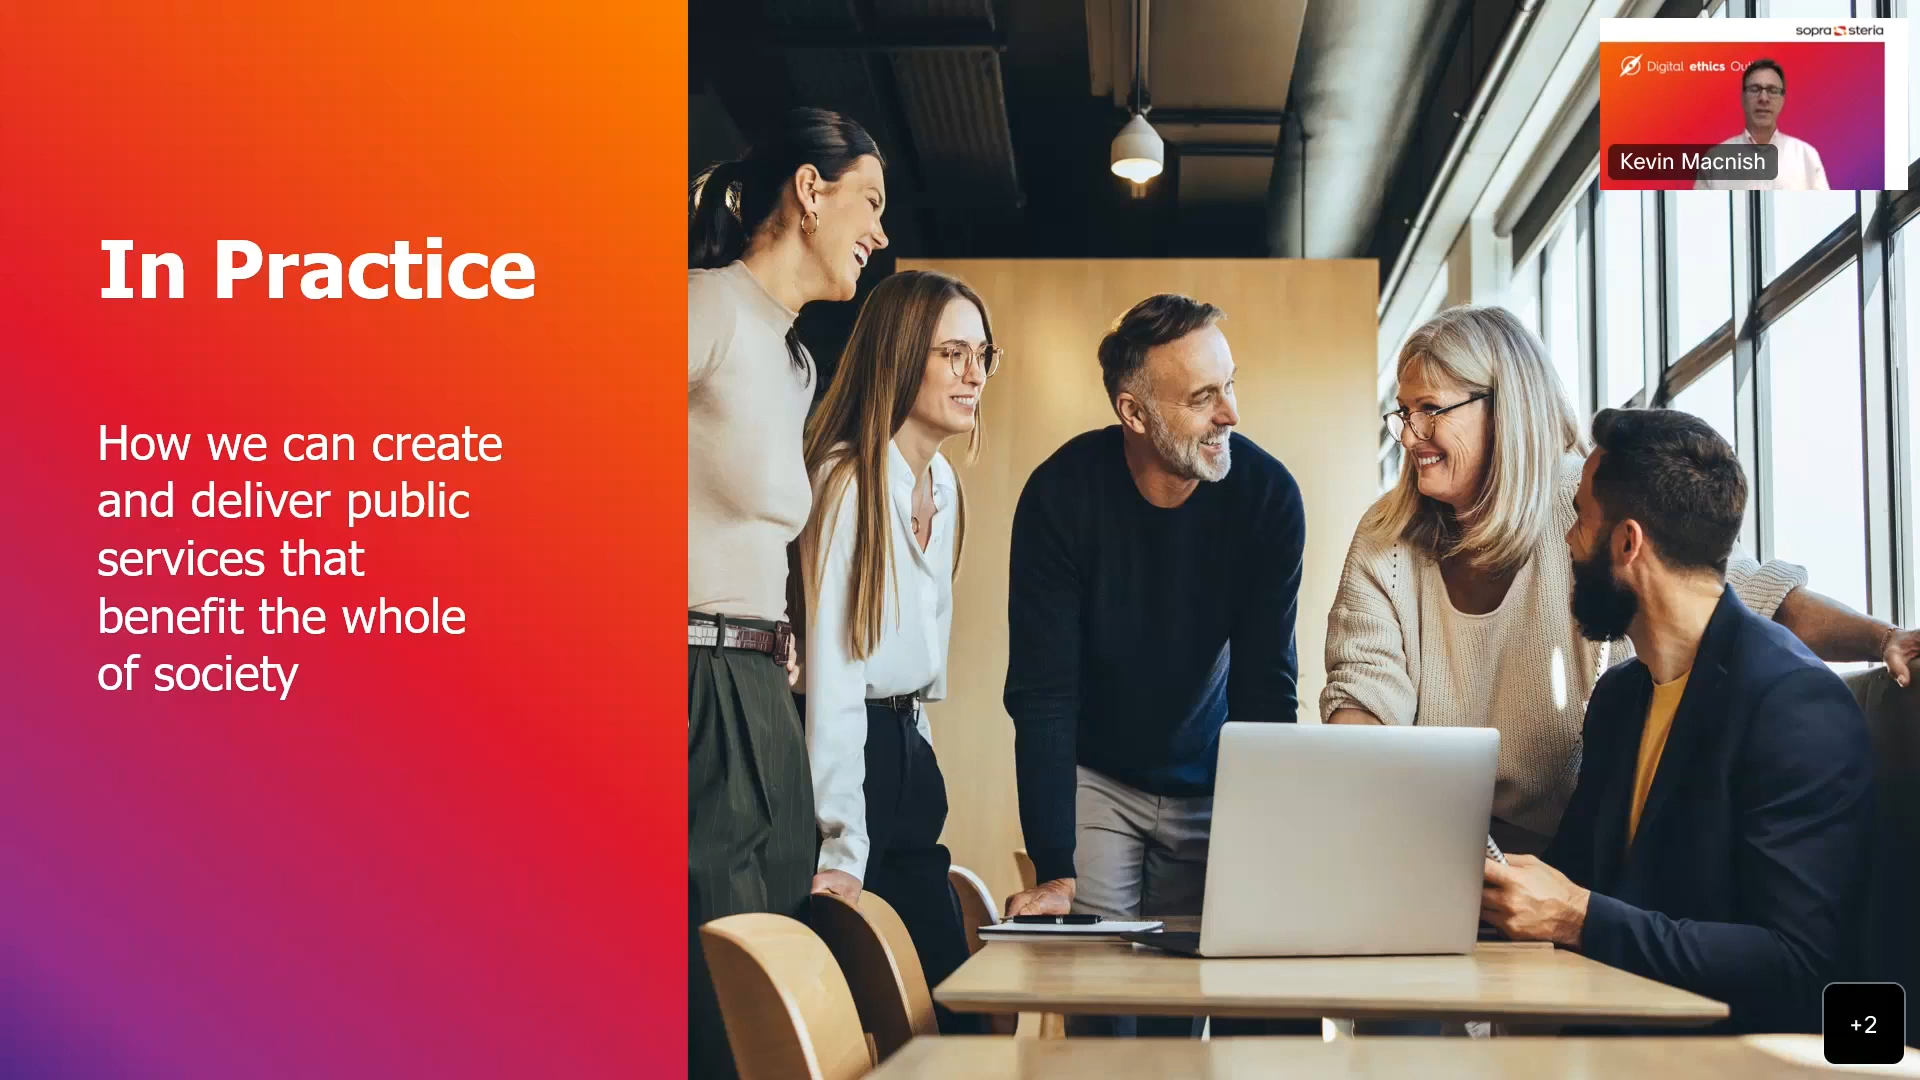 In Practice
How we can create
and deliver public
services that
benefit the whole
of society
sopra steria
Digital ethics
Kevin Macnish
+2